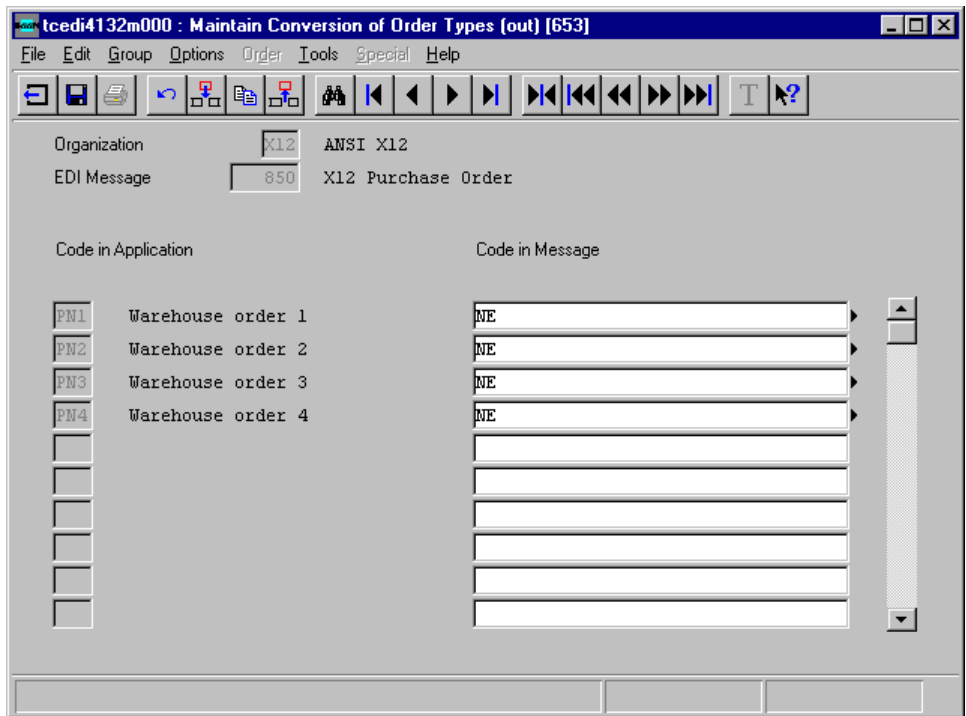 tcedi4132m000 : Maintain Conversion of Order Types (out) [653]
File Edit Group Options Order Tools Special Help
T ?
Organization X12 ANSI X12
EDI Message 850 X12 Purchase Order
Code in Application Code in Message
PN1 Warehouse order 1 NE
PN2 Warehouse order 2 NE
PN3 Warehouse order 3 NE
PN4 Warehouse order 4 NE